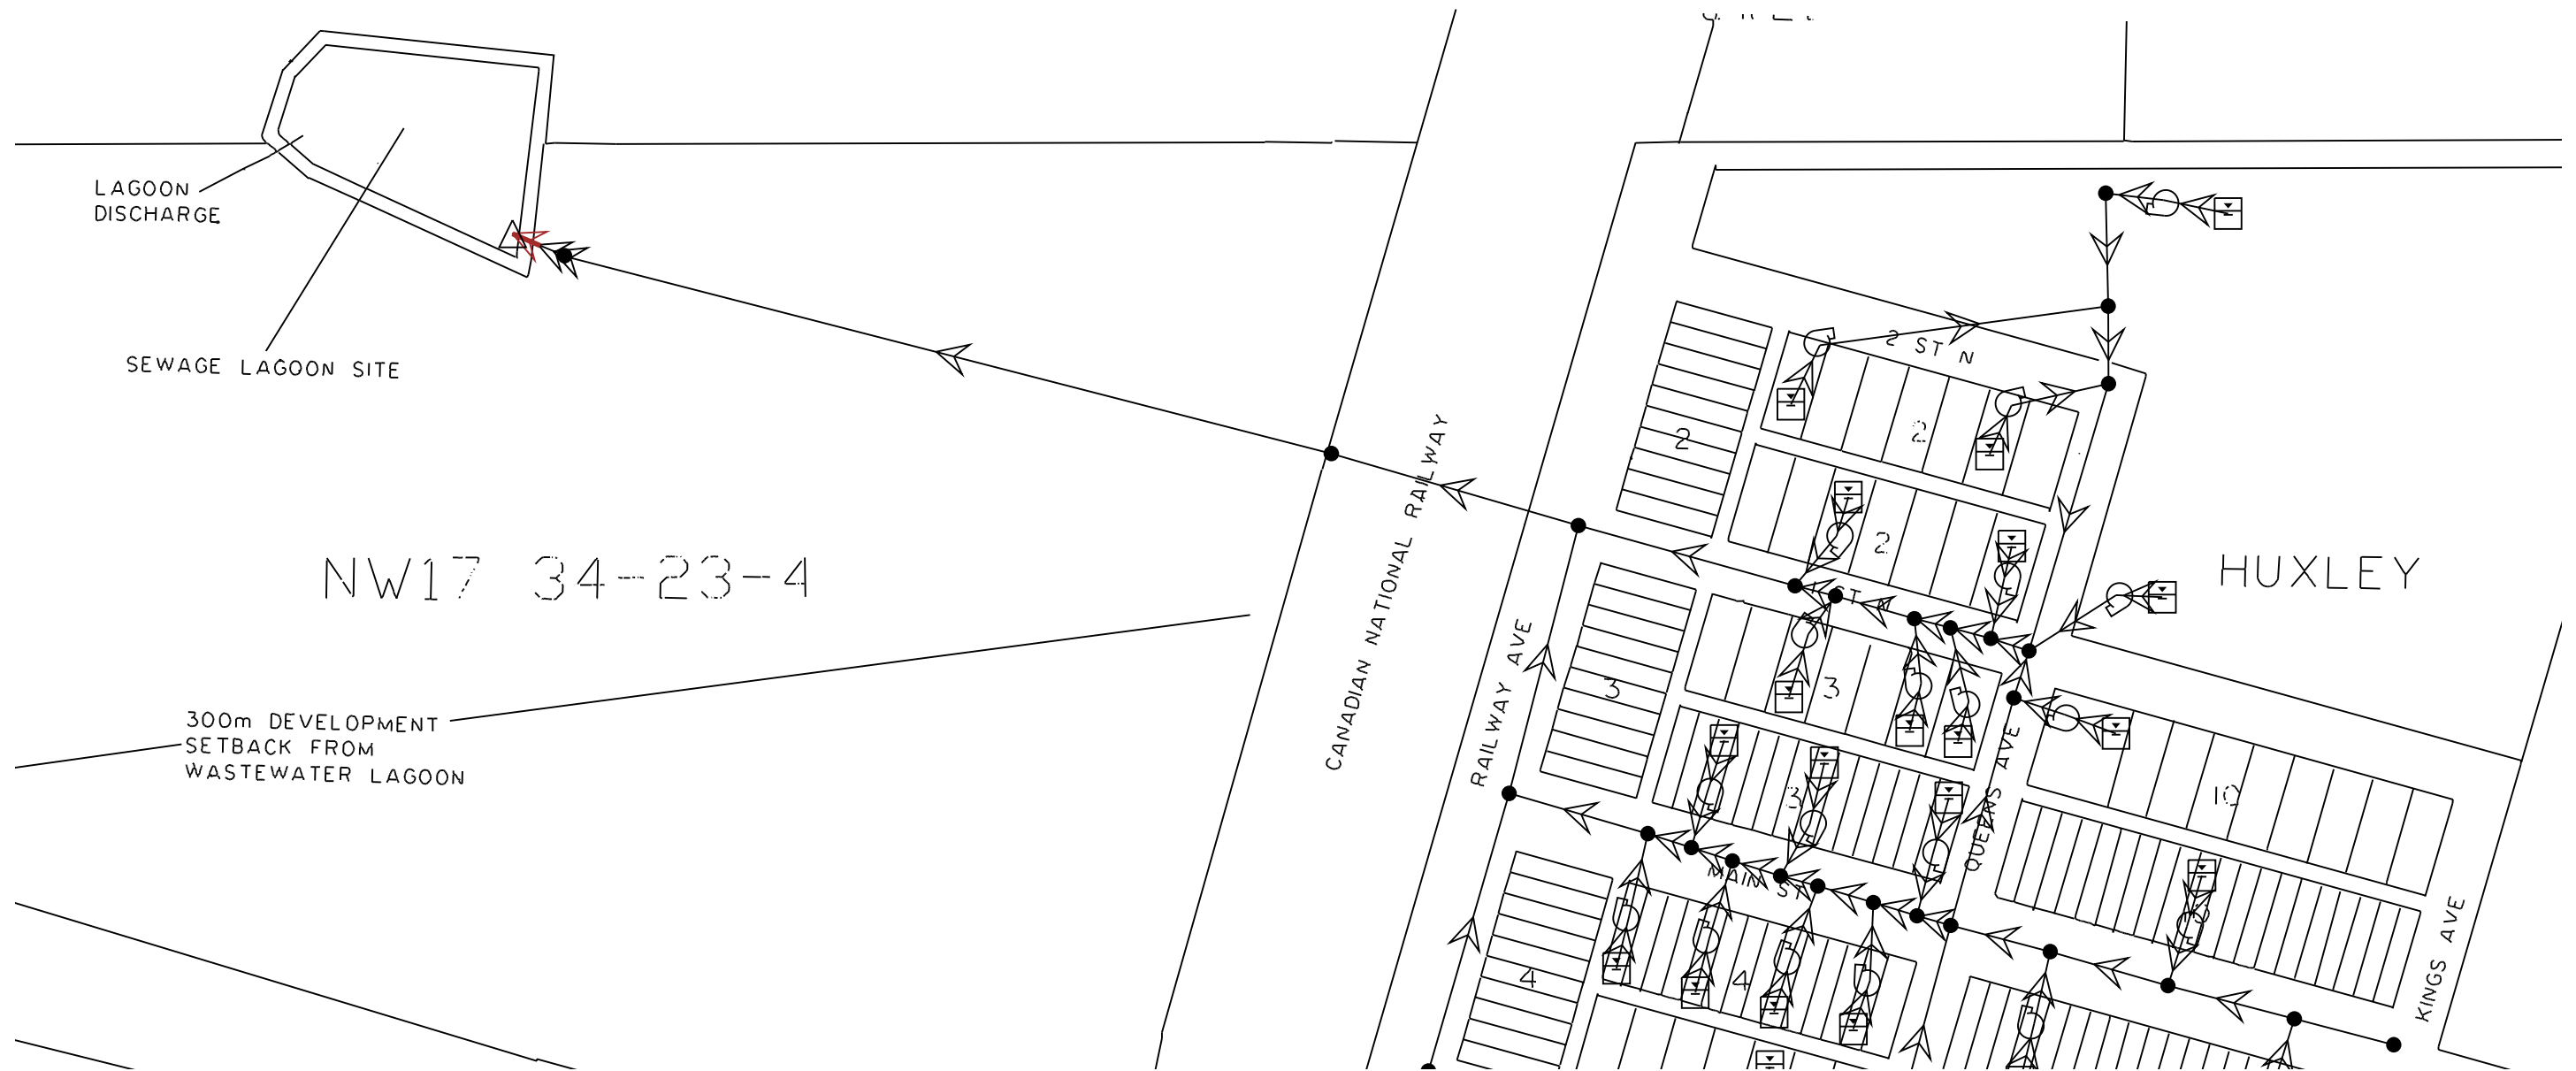 LAGOON
DISCHARGE
SEWAGE LAGOON SITE
NW17 34-23-4
300m DEVELOPMENT
SETBACK FROM
WASTEWATER LAGOON
CANADIAN NATIONAL RAILWAY
RAILWAY AVE
2 ST N
2
2
2
1 ST N
HUXLEY
3
3
3
QUEENS AVE
10
MAIN ST
4
4
KINGS AVE